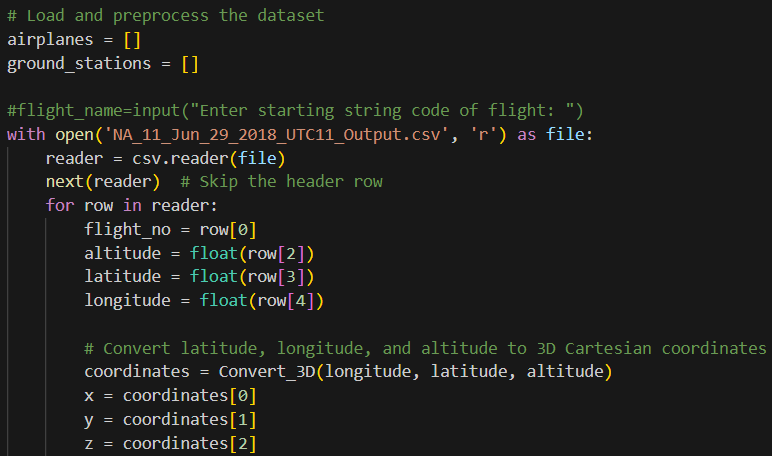 # Load and preprocess the dataset
airplanes = []
ground_stations = []

#flight_name=input("Enter starting string code of flight: ")
with open('NA_11_Jun_29_2018_UTC11_Output.csv', 'r') as file:
    reader = csv.reader(file)
    next(reader)  # Skip the header row
    for row in reader:
        flight_no = row[0]
        altitude = float(row[2])
        latitude = float(row[3])
        longitude = float(row[4])

        # Convert latitude, longitude, and altitude to 3D Cartesian coordinates
        coordinates = Convert_3D(longitude, latitude, altitude)
        x = coordinates[0]
        y = coordinates[1]
        z = coordinates[2]